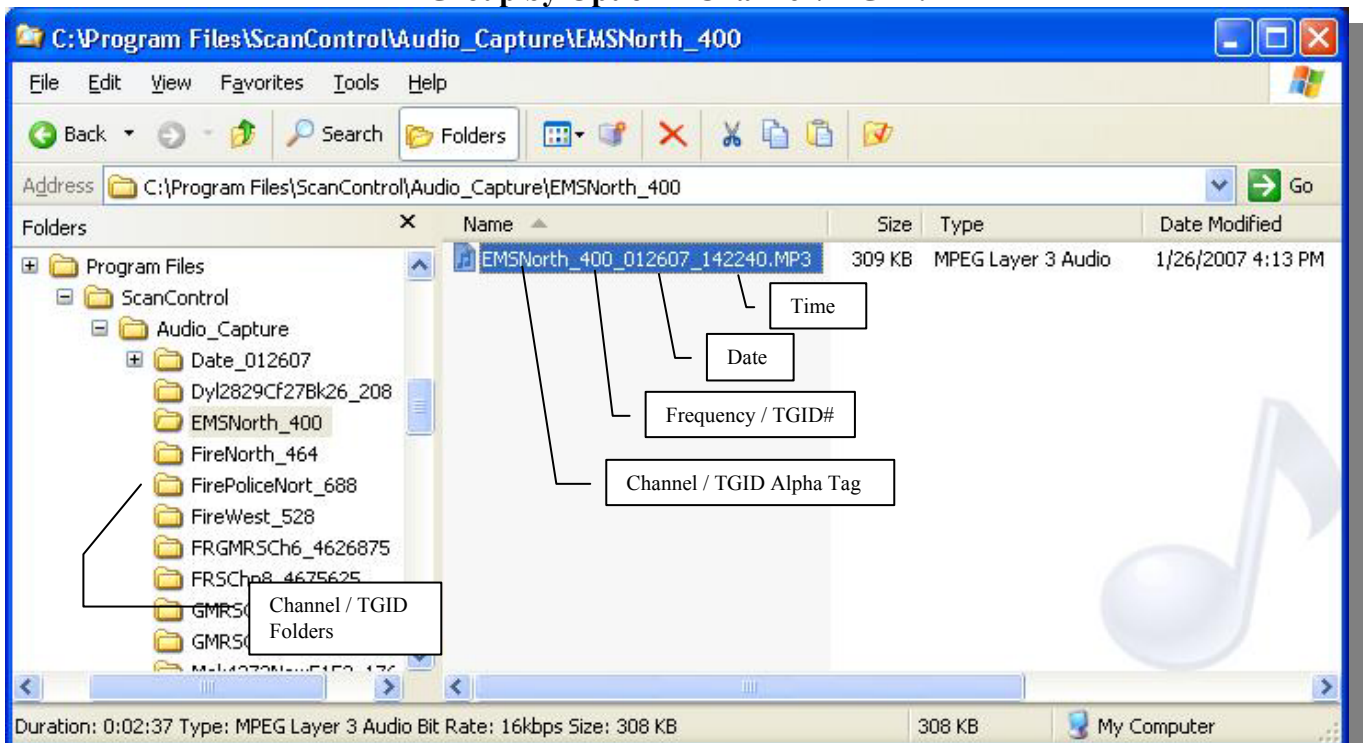 C:\Program Files\ScanControl\Audio_Capture\EMSNorth_400
File Edit View Favorites Tools Help
Back Search Folders
Address C:\Program Files\ScanControl\Audio_Capture\EMSNorth_400 Go
Folders
Name Size Type Date Modified
Program Files
ScanControl
Audio_Capture
Date_012607
Dyl2829Cf27Bk26_208
EMSNorth_400
FireNorth_464
FirePoliceNort_688
FireWest_528
FRGMRSCh6_4626875
EMSNorth_400_012607_142240.MP3 309 KB MPEG Layer 3 Audio 1/26/2007 4:13 PM
Time
Date
Frequency / TGID#
Channel / TGID Alpha Tag
Channel / TGID
Folders
Duration: 0:02:37 Type: MPEG Layer 3 Audio Bit Rate: 16kbps Size: 308 KB 308 KB My Computer